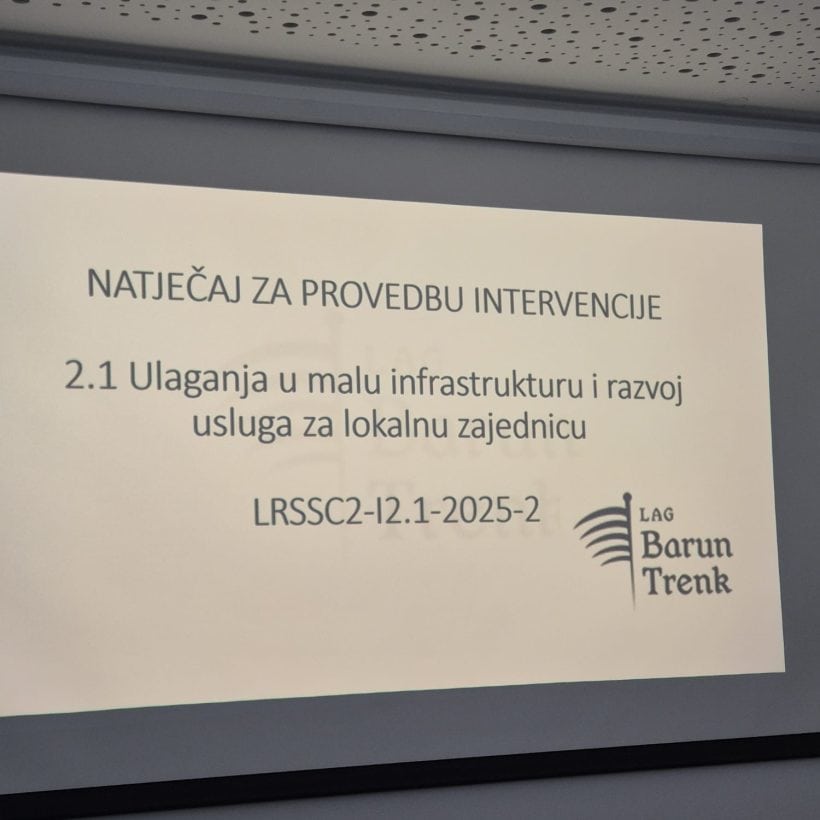 NATJEČAJ ZA PROVEDBU INTERVENCIJE
2.1 Ulaganja u malu infrastrukturu i razvoj
usluga za lokalnu zajednicu
LRSSC2-I2.1-2025-2
LAG
Barun
Trenk